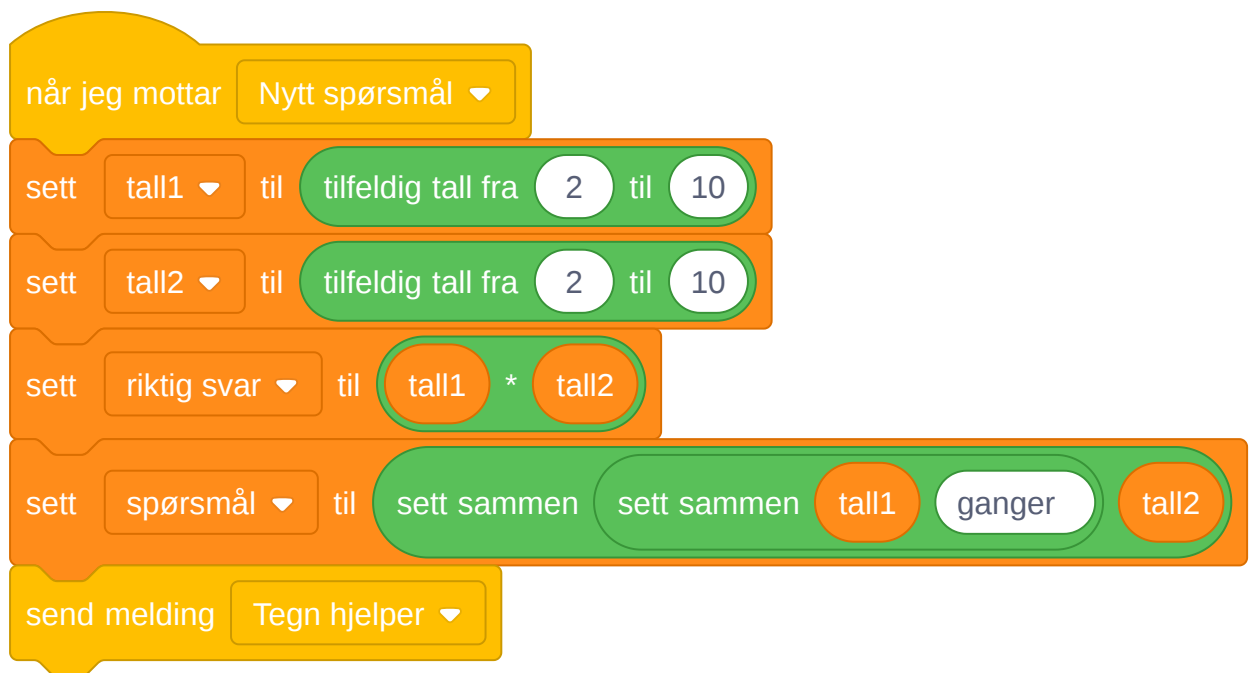 når jeg mottar Nytt spørsmål
sett tall1 til tilfeldig tall fra 2 til 10
sett tall2 til tilfeldig tall fra 2 til 10
sett riktig svar til tall1 * tall2
sett spørsmål til sett sammen sett sammen tall1 ganger tall2
send melding Tegn hjelper